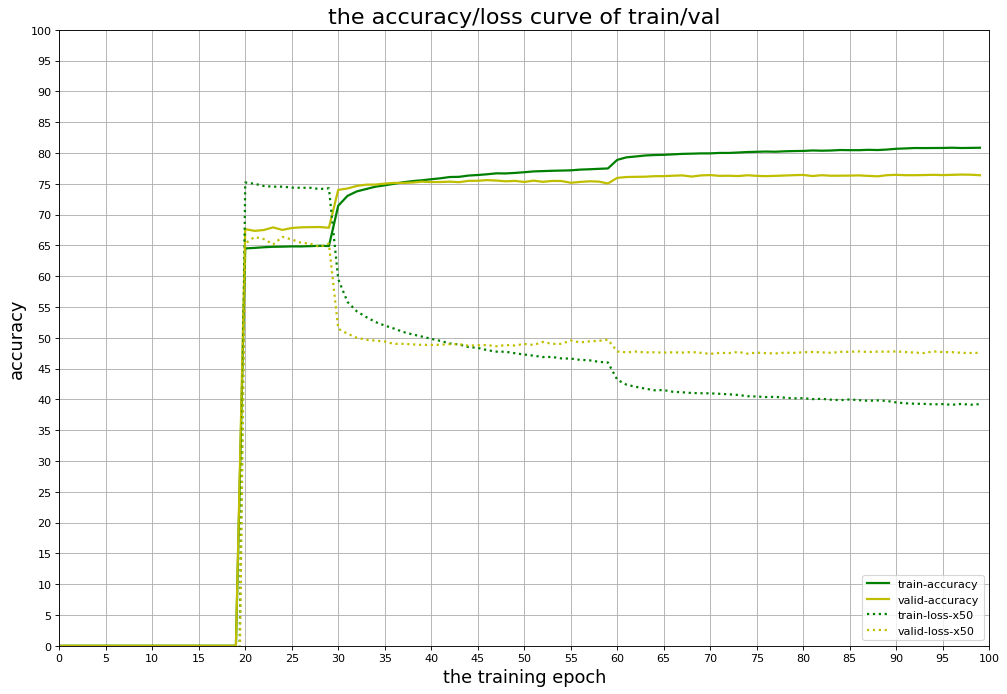 the accuracy/loss curve of train/val
100
95
90
85
80
75
70
65
60
55
50
45
40
35
30
25
20
15
10
5
0
accuracy
0 5 10 15 20 25 30 35 40 45 50 55 60 65 70 75 80 85 90 95 100
the training epoch
train-accuracy
valid-accuracy
train-loss-x50
valid-loss-x50